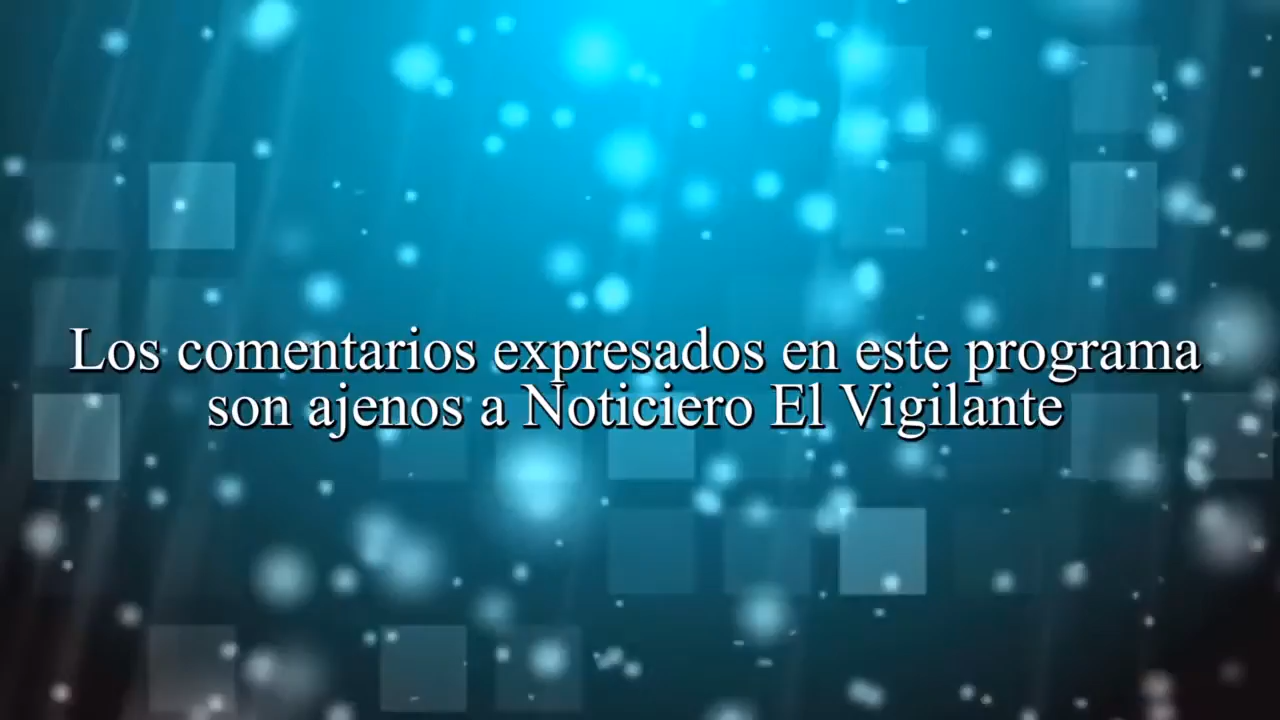 Los comentarios expresados en este programa
son ajenos a Noticiero El Vigilante